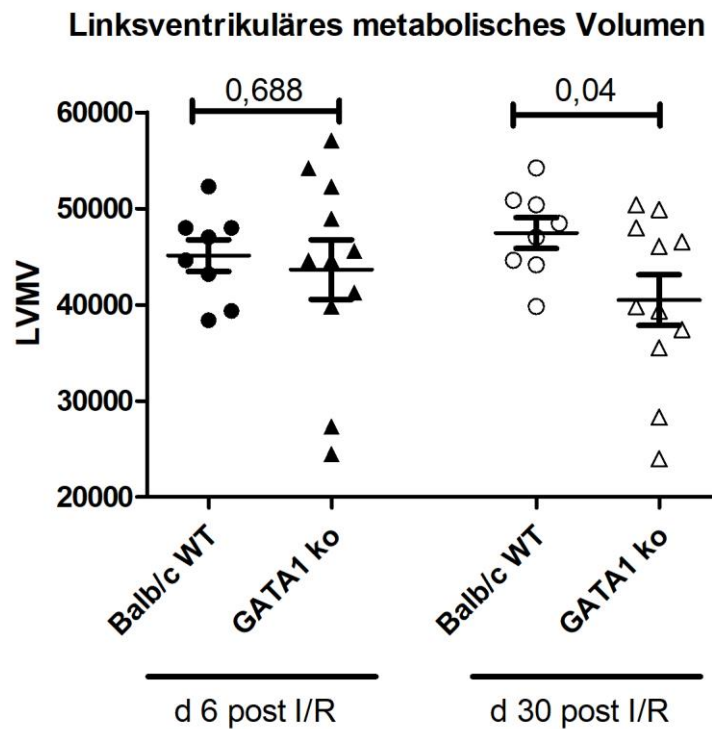 Linksventrikuläres metabolisches Volumen
0,688
0,04
60000
50000
40000
30000
20000
LVMV
Balb/c WT
GATA1 ko
Balb/c WT
GATA1 ko
d 6 post I/R
d 30 post I/R